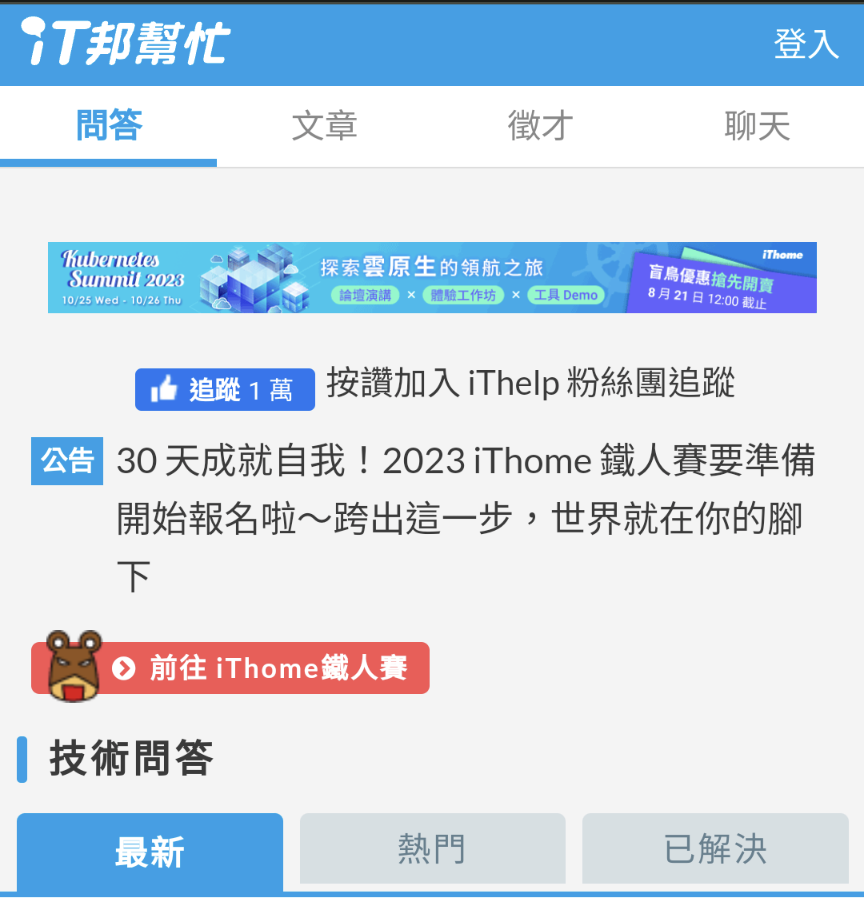 iT邦幫忙
登入
問答 文章 徵才 聊天
Kubernetes
Summit 2023
10/25 Wed - 10/26 Thu
探索雲原生的領航之旅
論壇演講 × 體驗工作坊 × 工具 Demo
iThome
盲鳥優惠搶先開賣
8 月 21 日 12:00 截止
追蹤 1 萬 按讚加入 iThelp 粉絲團追蹤
公告 30 天成就自我！2023 iThome 鐵人賽要準備
開始報名啦～跨出這一步，世界就在你的腳
下
前往 iThome鐵人賽
技術問答
最新 熱門 已解決